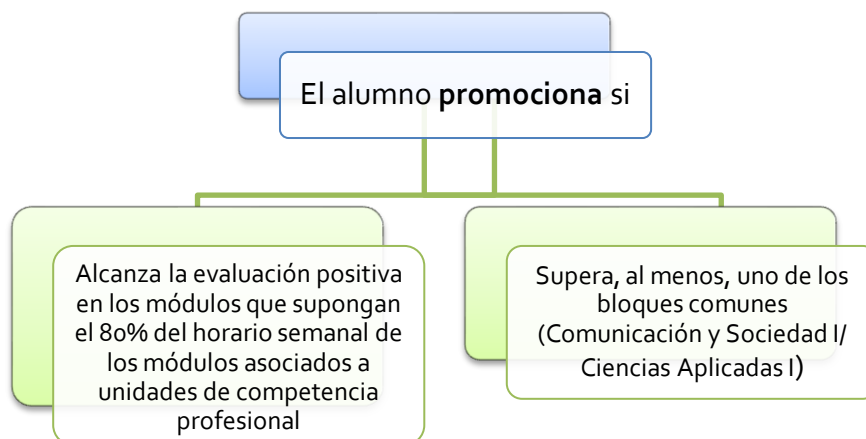 El alumno promociona si
Alcanza la evaluación positiva
en los módulos que supongan
el 80% del horario semanal de
los módulos asociados a
unidades de competencia
profesional
Supera, al menos, uno de los
bloques comunes
(Comunicación y Sociedad I/
Ciencias Aplicadas I)